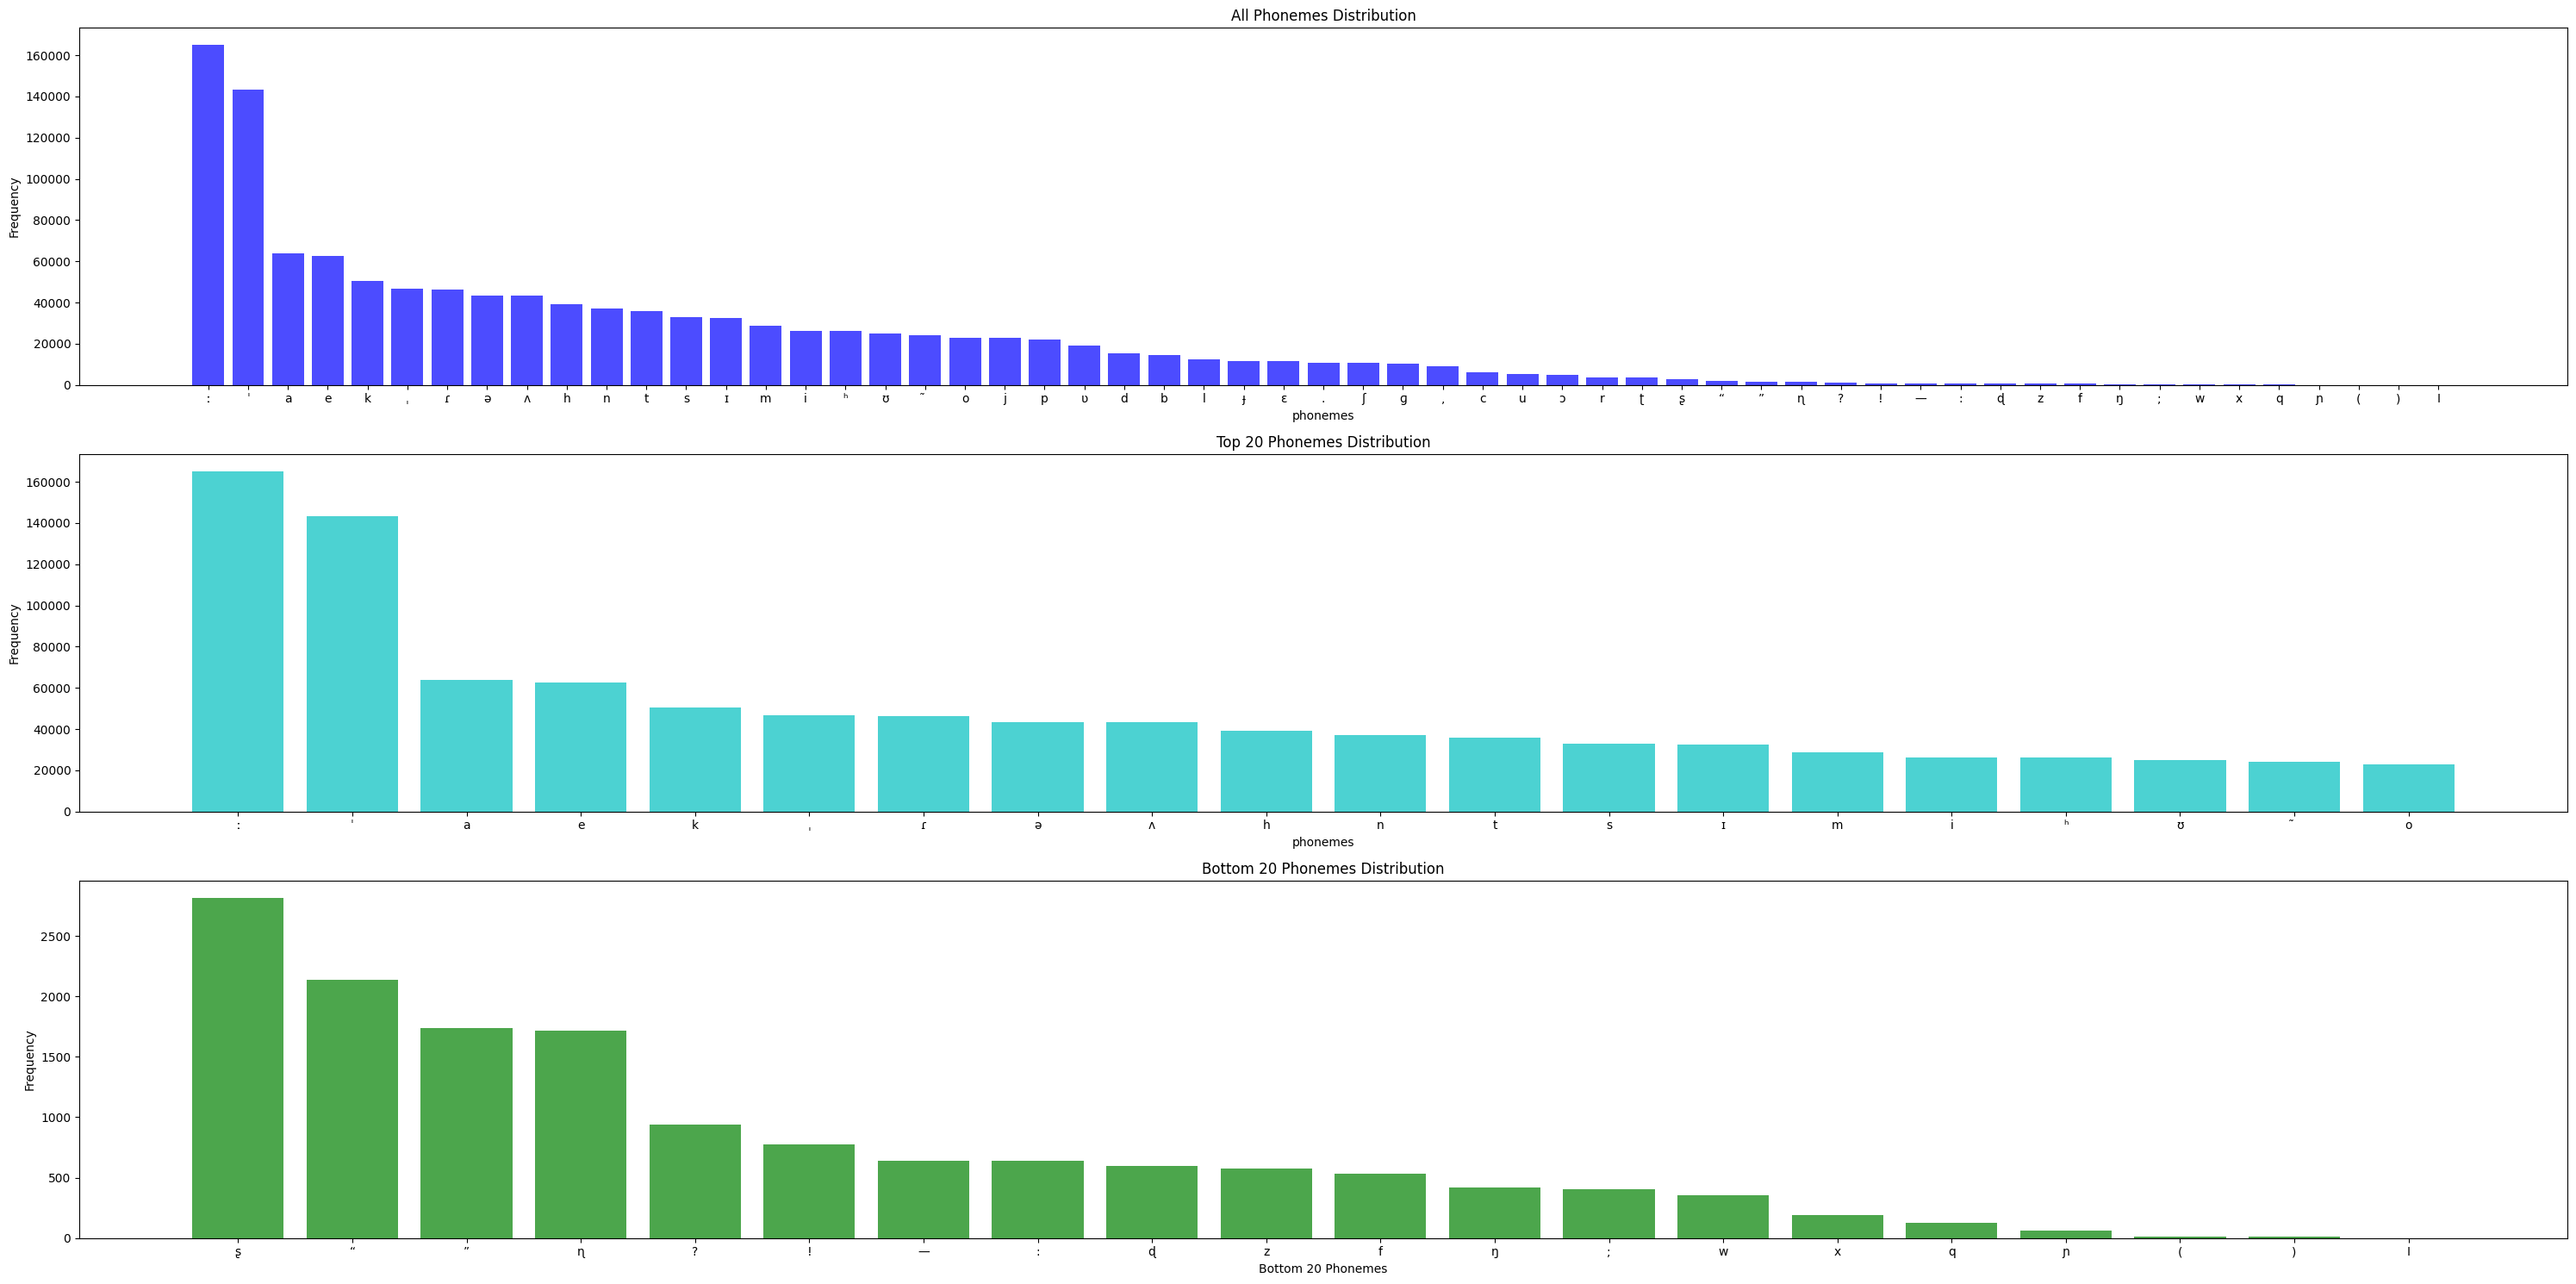 All Phonemes Distribution
160000
140000
120000
100000
80000
60000
40000
20000
0
Frequency
ː ˈ a e k ˌ ɾ ə ʌ h n t s ɪ m i ʰ ʊ ̃ o j p ʋ d b l ɟ ɛ . ʃ ɡ , c u ɔ r ʈ ʂ “ ” ɳ ? ! — : ɖ z f ŋ ; w x q ɲ ( ) I
phonemes
Top 20 Phonemes Distribution
160000
140000
120000
100000
80000
60000
40000
20000
0
Frequency
ː ˈ a e k ˌ ɾ ə ʌ h n t s ɪ m i ʰ ʊ ̃ o
phonemes
Bottom 20 Phonemes Distribution
2500
2000
1500
1000
500
0
Frequency
ʂ “ ” ɳ ? ! — : ɖ z f ŋ ; w x q ɲ ( ) I
Bottom 20 Phonemes